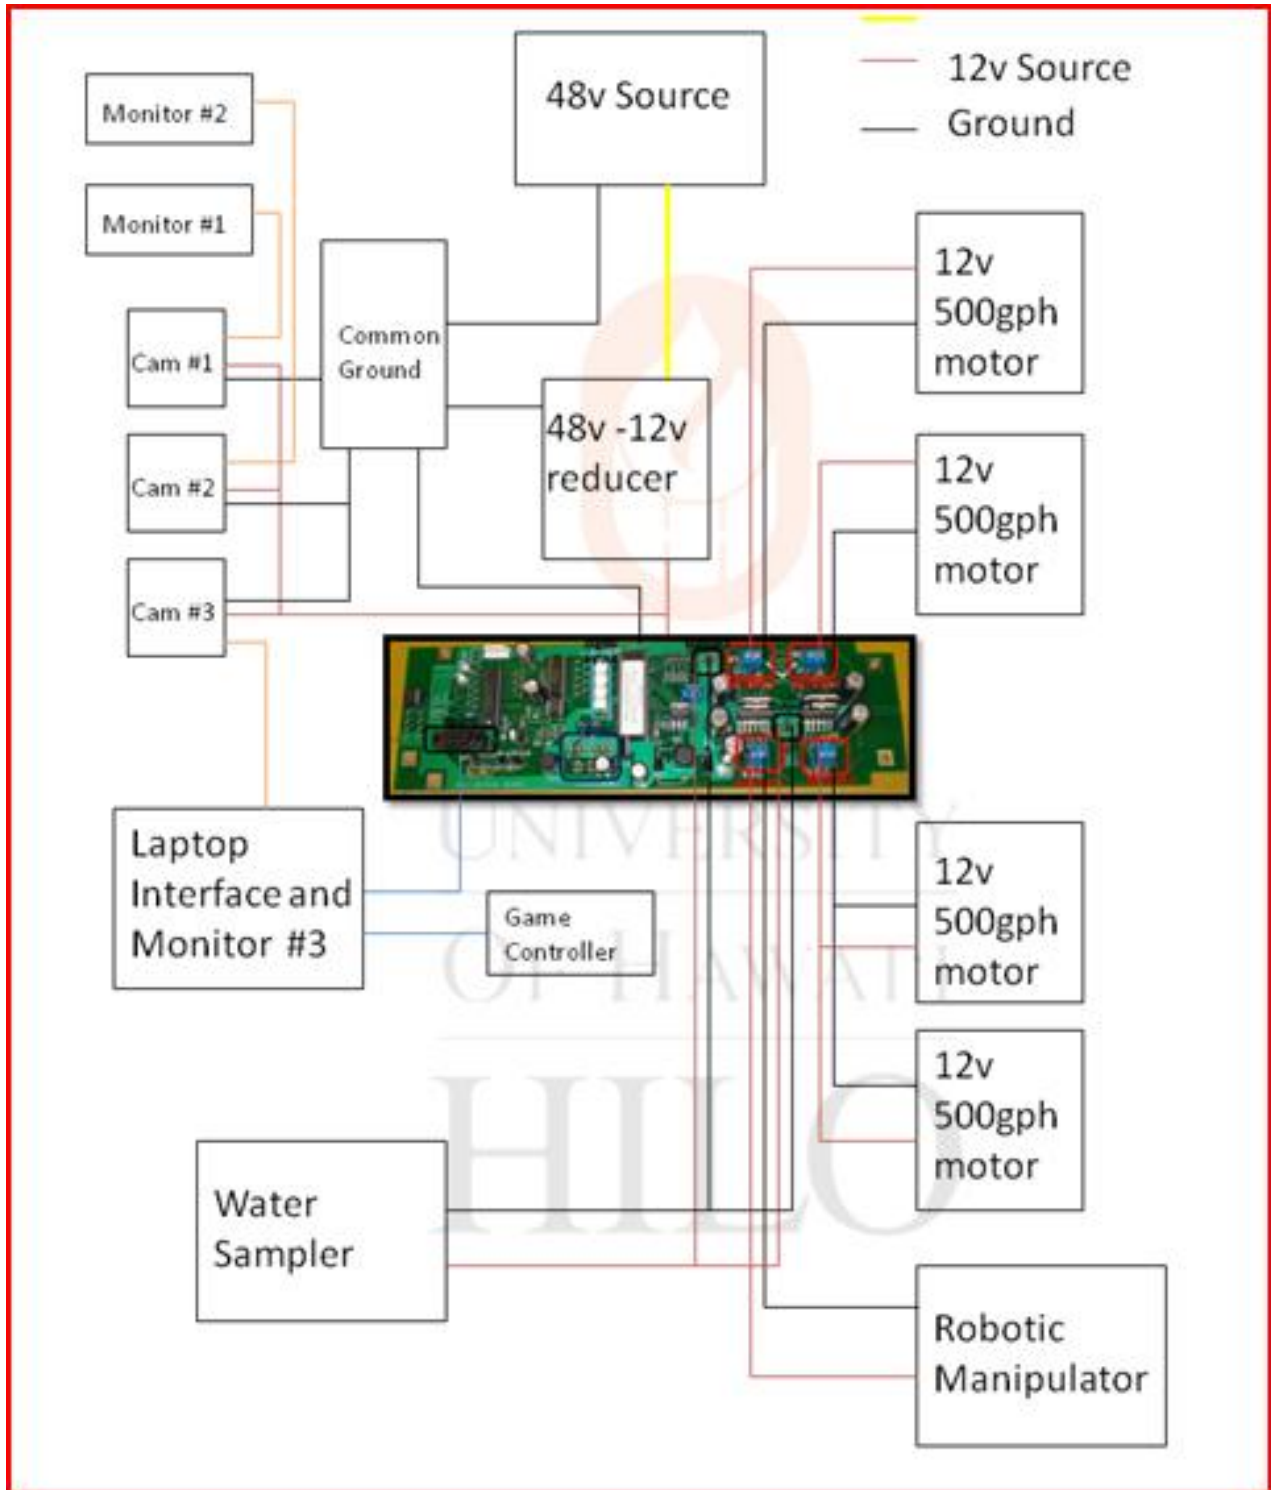 48v Source
12v Source
Ground
Monitor #2
Monitor #1
Cam #1
Cam #2
Cam #3
Common
Ground
48v -12v
reducer
12v
500gph
motor
12v
500gph
motor
Laptop
Interface and
Monitor #3
Game
Controller
12v
500gph
motor
12v
500gph
motor
Water
Sampler
Robotic
Manipulator
UNIVERSITY
OF HAWAI'I
HILO